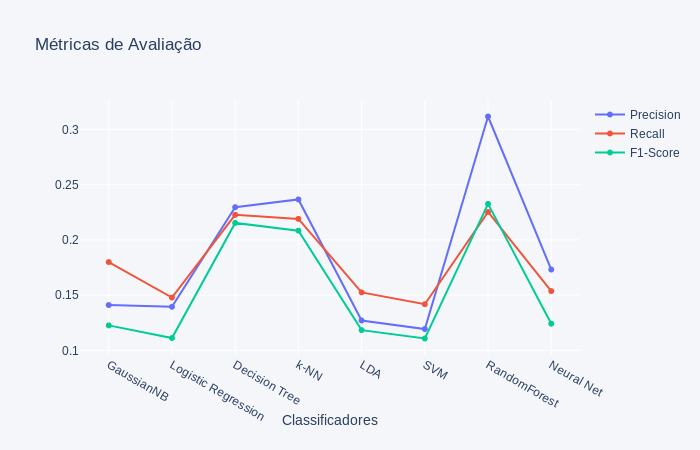 Métricas de Avaliação
Precision
Recall
F1-Score
0.3
0.25
0.2
0.15
0.1
GaussianNB
Logistic Regression
Decision Tree
k-NN
LDA
SVM
RandomForest
Neural Net
Classificadores